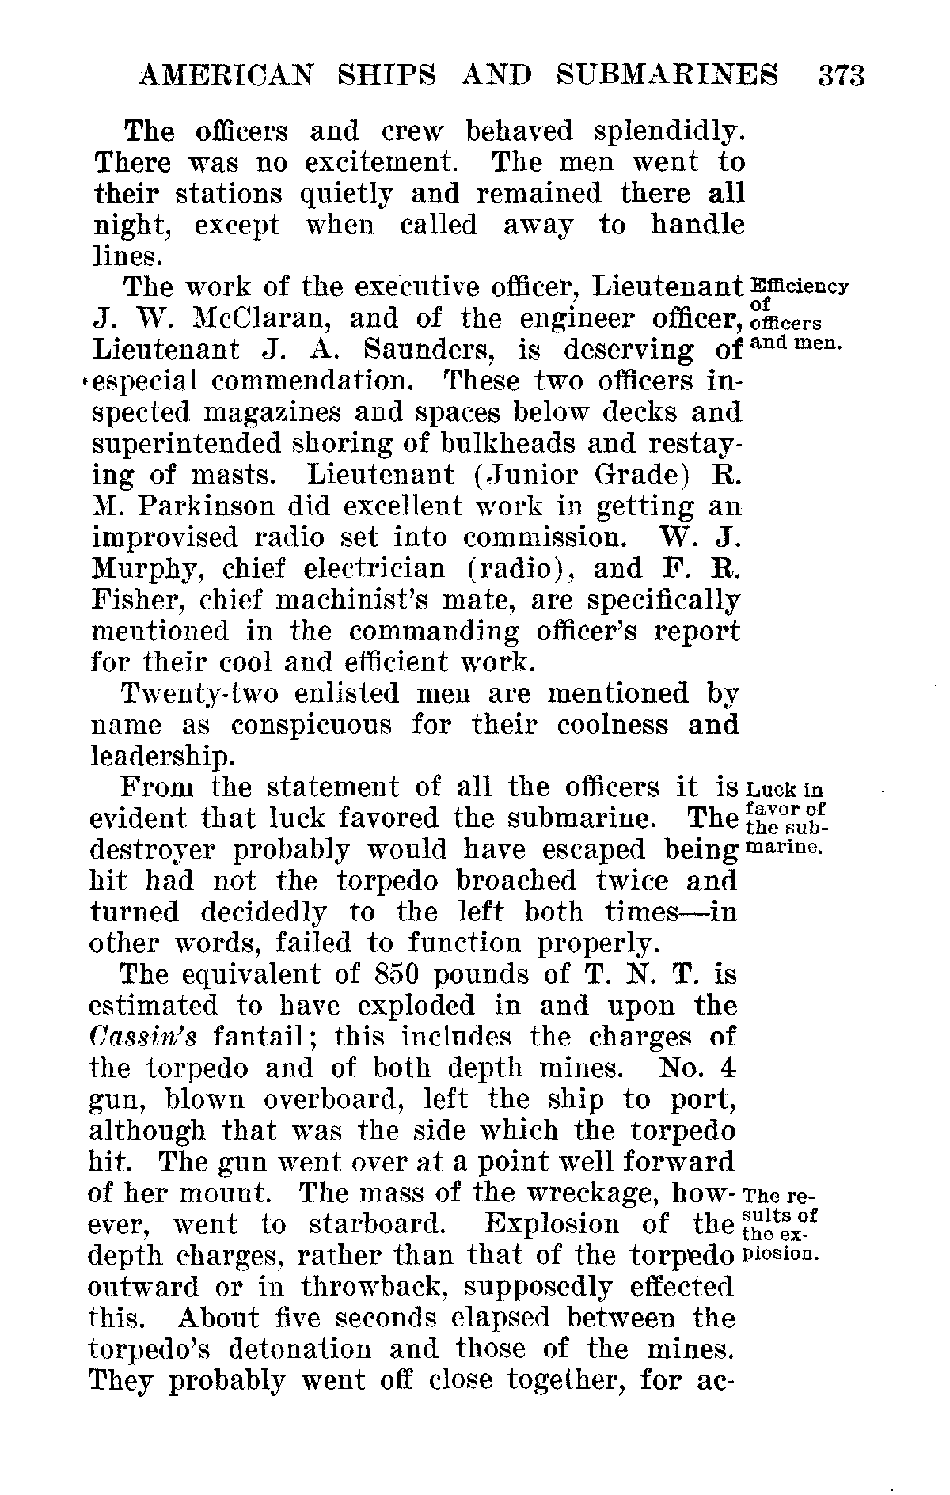 AMERICAN SHIPS AND SUBMARINES 373
The officers and crew behaved splendidly.
There was no excitement. The men went to
their stations quietly and remained there all
night, except when called away to handle
lines.
The work of the executive officer, Lieutenant
J. W. McClaran, and of the engineer officer,
Lieutenant J. A. Saunders, is deserving of
especial commendation. These two officers in-
spected magazines and spaces below decks and
superintended shoring of bulkheads and restay-
ing of masts. Lieutenant (Junior Grade) R.
M. Parkinson did excellent work in getting an
improvised radio set into commission. W. J.
Murphy, chief electrician (radio), and F. R.
Fisher, chief machinist's mate, are specifically
mentioned in the commanding officer's report
for their cool and efficient work.
Efficiency
of
officers
and men.
Twenty-two enlisted men are mentioned by
name as conspicuous for their coolness and
leadership.
From the statement of all the officers it is
evident that luck favored the submarine. The
destroyer probably would have escaped being
hit had not the torpedo broached twice and
turned decidedly to the left both times—in
other words, failed to function properly.
Luck in
favor of
the sub-
marine.
The equivalent of 850 pounds of T. N. T. is
estimated to have exploded in and upon the
Cassin's fantail; this includes the charges of
the torpedo and of both depth mines. No. 4
gun, blown overboard, left the ship to port,
although that was the side which the torpedo
hit. The gun went over at a point well forward
of her mount. The mass of the wreckage, how-
ever, went to starboard. Explosion of the
depth charges, rather than that of the torpedo
outward or in throwback, supposedly effected
this. About five seconds elapsed between the
torpedo's detonation and those of the mines.
They probably went off close together, for ac-
The re-
sults of
the ex-
plosion.